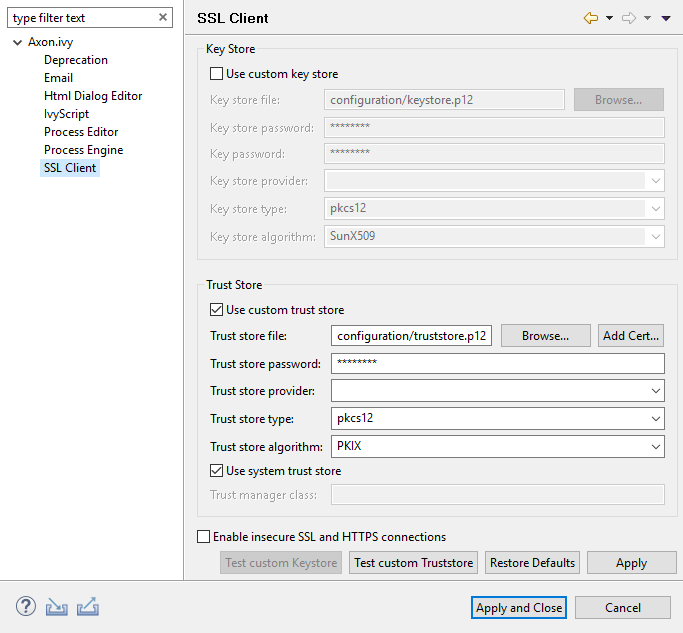 type filter text
SSL Client
Axon.ivy
Deprecation
Email
Html Dialog Editor
IvyScript
Process Editor
Process Engine
SSL Client
Key Store
Use custom key store
Key store file: configuration/keystore.p12 Browse...
Key store password: ********
Key password: ********
Key store provider:
Key store type: pkcs12
Key store algorithm: SunX509
Trust Store
Use custom trust store
Trust store file: configuration/truststore.p12 Browse... Add Cert...
Trust store password: ********
Trust store provider:
Trust store type: pkcs12
Trust store algorithm: PKIX
Use system trust store
Trust manager class:
Enable insecure SSL and HTTPS connections
Test custom Keystore Test custom Truststore Restore Defaults Apply
? Apply and Close Cancel